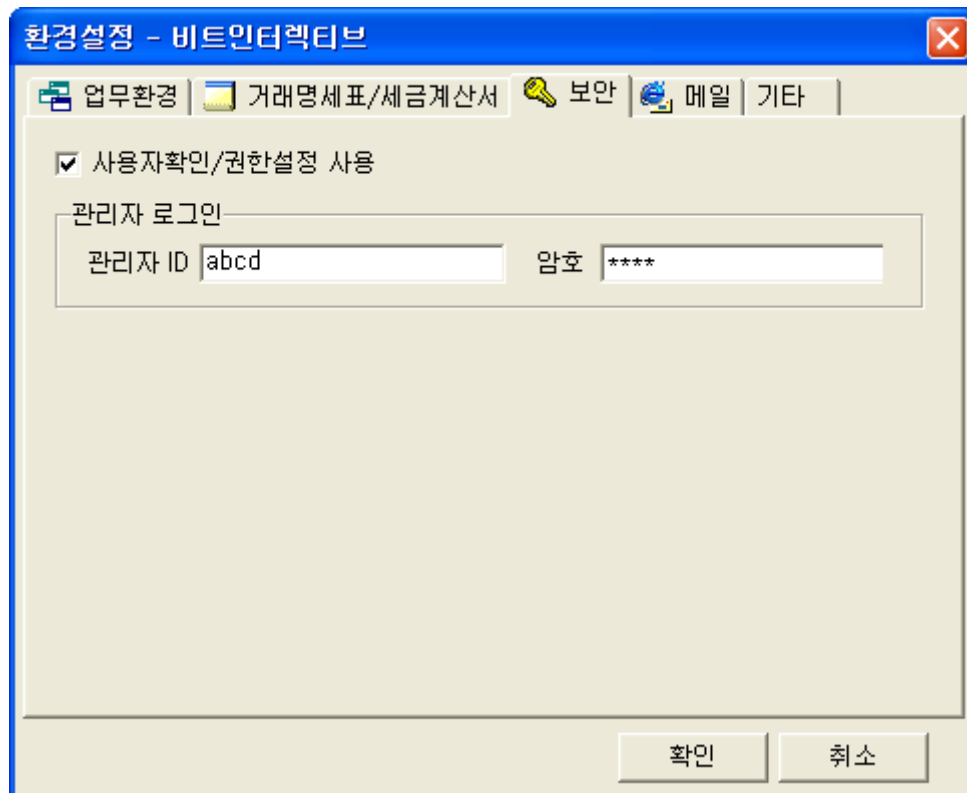 환경설정 - 비트인터렉티브
업무환경 거래명세표/세금계산서 보안 메일 기타
사용자확인/권한설정 사용
관리자 로그인
관리자 ID abcd 암호 ****
확인 취소